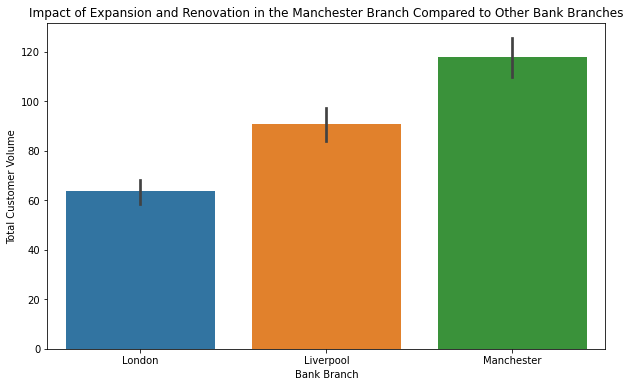 Impact of Expansion and Renovation in the Manchester Branch Compared to Other Bank Branches
Total Customer Volume
120
100
80
60
40
20
0
London
Liverpool
Manchester
Bank Branch